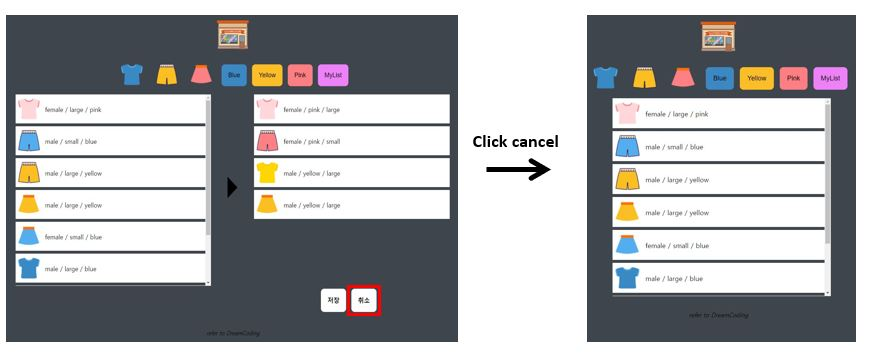 Blue
Yellow
Pink
MyList
female / large / pink
male / small / blue
male / large / yellow
male / large / yellow
female / small / blue
male / large / blue
female / pink / large
female / pink / small
male / yellow / large
male / yellow / large
저장
취소
refer to DreamCoding
Click cancel
Blue
Yellow
Pink
MyList
female / large / pink
male / small / blue
male / large / yellow
male / large / yellow
female / small / blue
male / large / blue
refer to DreamCoding